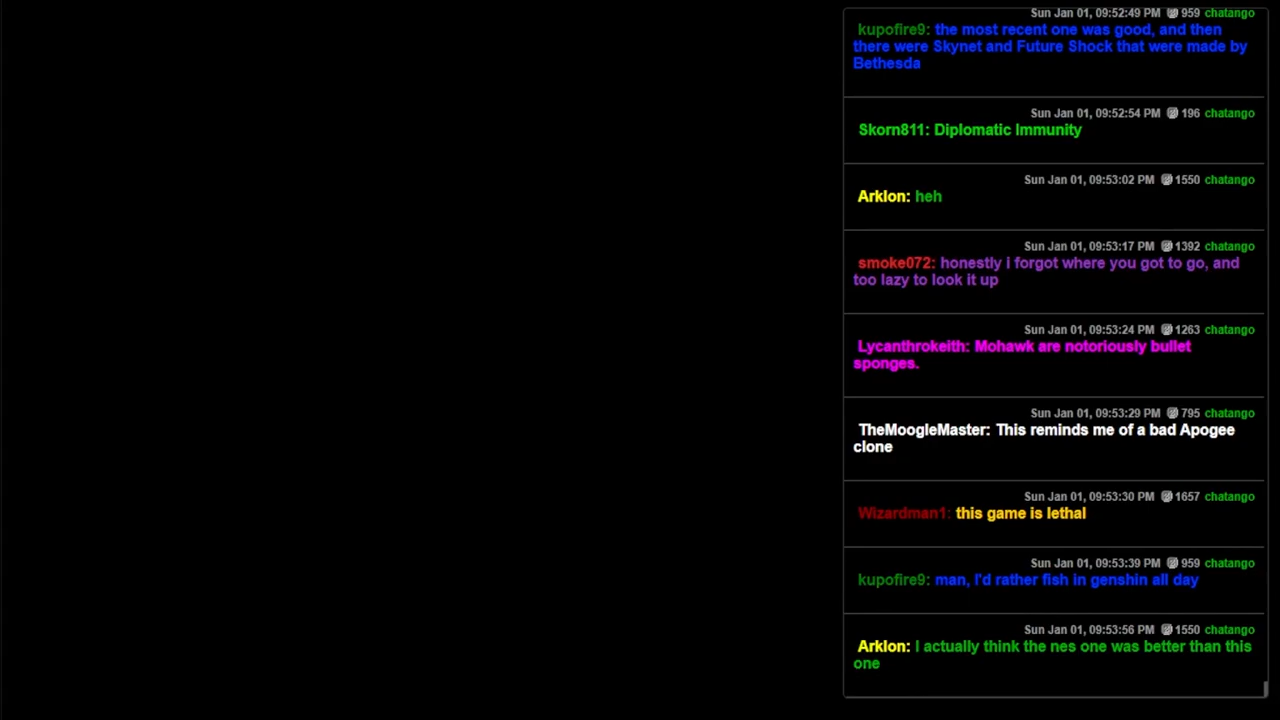 Sun Jan 01, 09:52:49 PM 959 chatango
kupofire9: the most recent one was good, and then
there were Skynet and Future Shock that were made by
Bethesda
Sun Jan 01, 09:52:54 PM 196 chatango
Skorn811: Diplomatic Immunity
Sun Jan 01, 09:53:02 PM 1550 chatango
Arklon: heh
Sun Jan 01, 09:53:17 PM 1392 chatango
smoke072: honestly i forgot where you got to go, and
too lazy to look it up
Sun Jan 01, 09:53:24 PM 1263 chatango
Lycanthrokeith: Mohawk are notoriously bullet
sponges.
Sun Jan 01, 09:53:29 PM 795 chatango
TheMoogleMaster: This reminds me of a bad Apogee
clone
Sun Jan 01, 09:53:30 PM 1657 chatango
Wizardman1: this game is lethal
Sun Jan 01, 09:53:39 PM 959 chatango
kupofire9: man, I'd rather fish in genshin all day
Sun Jan 01, 09:53:56 PM 1550 chatango
Arklon: I actually think the nes one was better than this
one